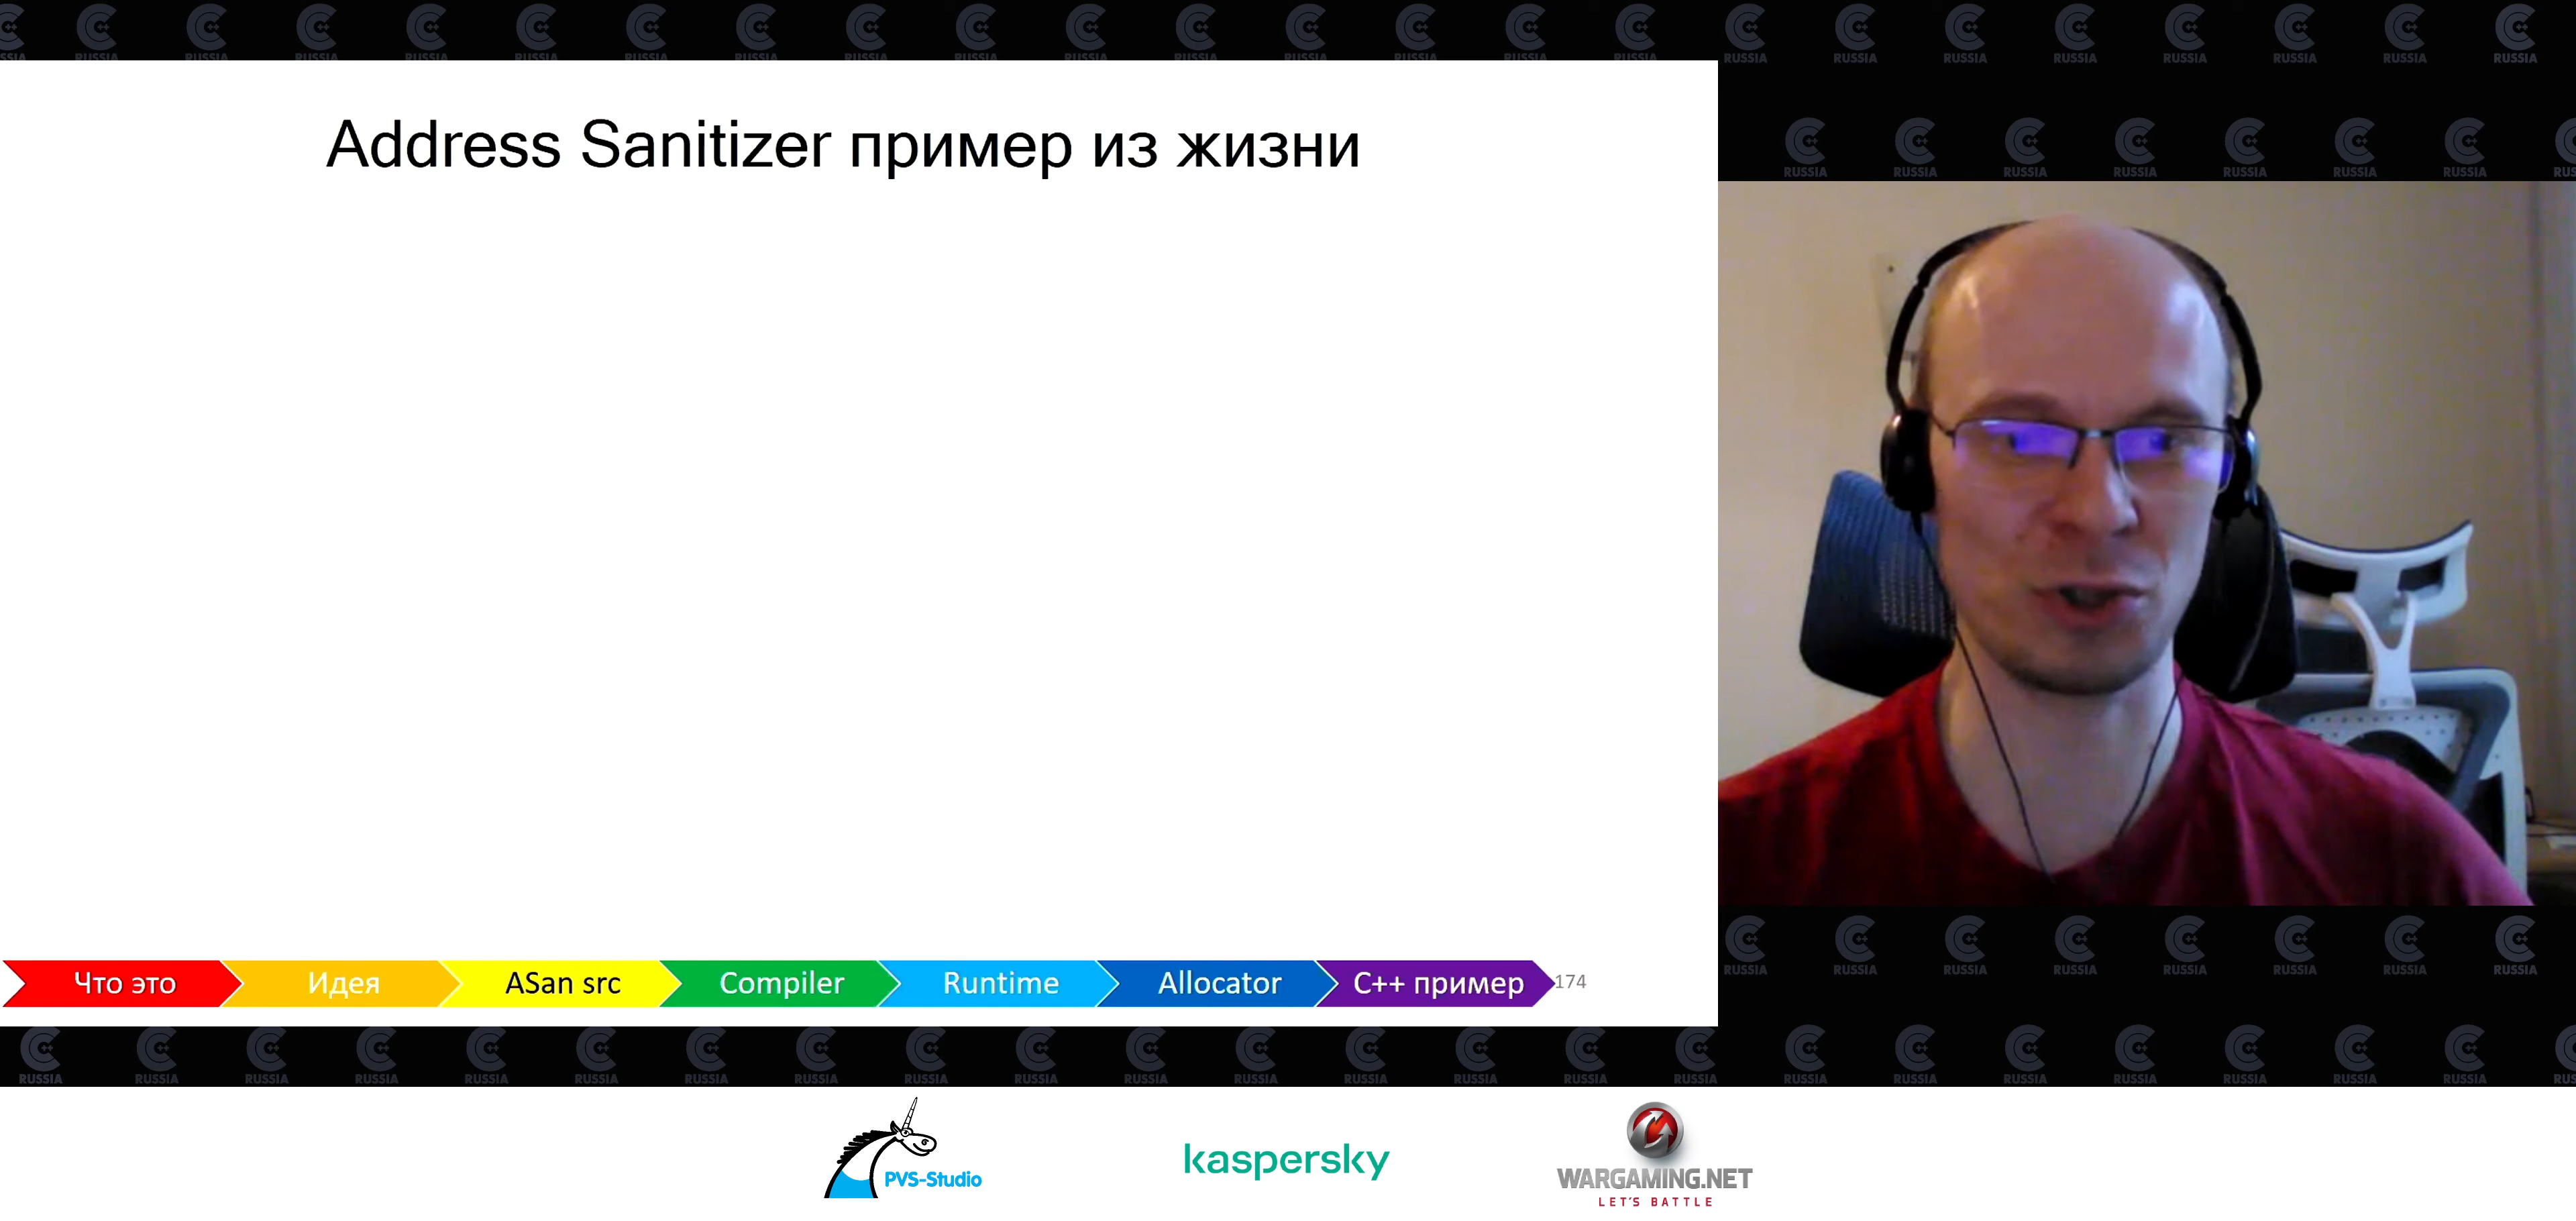 Address Sanitizer пример из жизни
Что это
Идея
ASan src
Compiler
Runtime
Allocator
C++ пример
174
PVS-Studio
kaspersky
WARGAMING.NET
LET'S BATTLE
RUSSIA